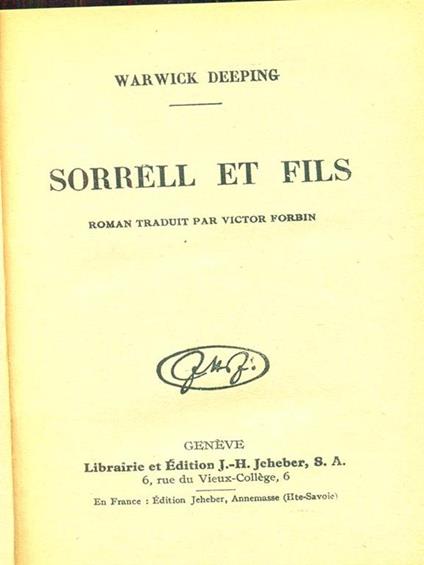 WARWICK DEEPING
SORRELL ET FILS
ROMAN TRADUIT PAR VICTOR FORBIN
GENÈVE
Librairie et Édition J.-H. Jeheber, S. A.
6, rue du Vieux-Collège, 6
En France : Édition Jeheber, Annemasse (Hte-Savoie)